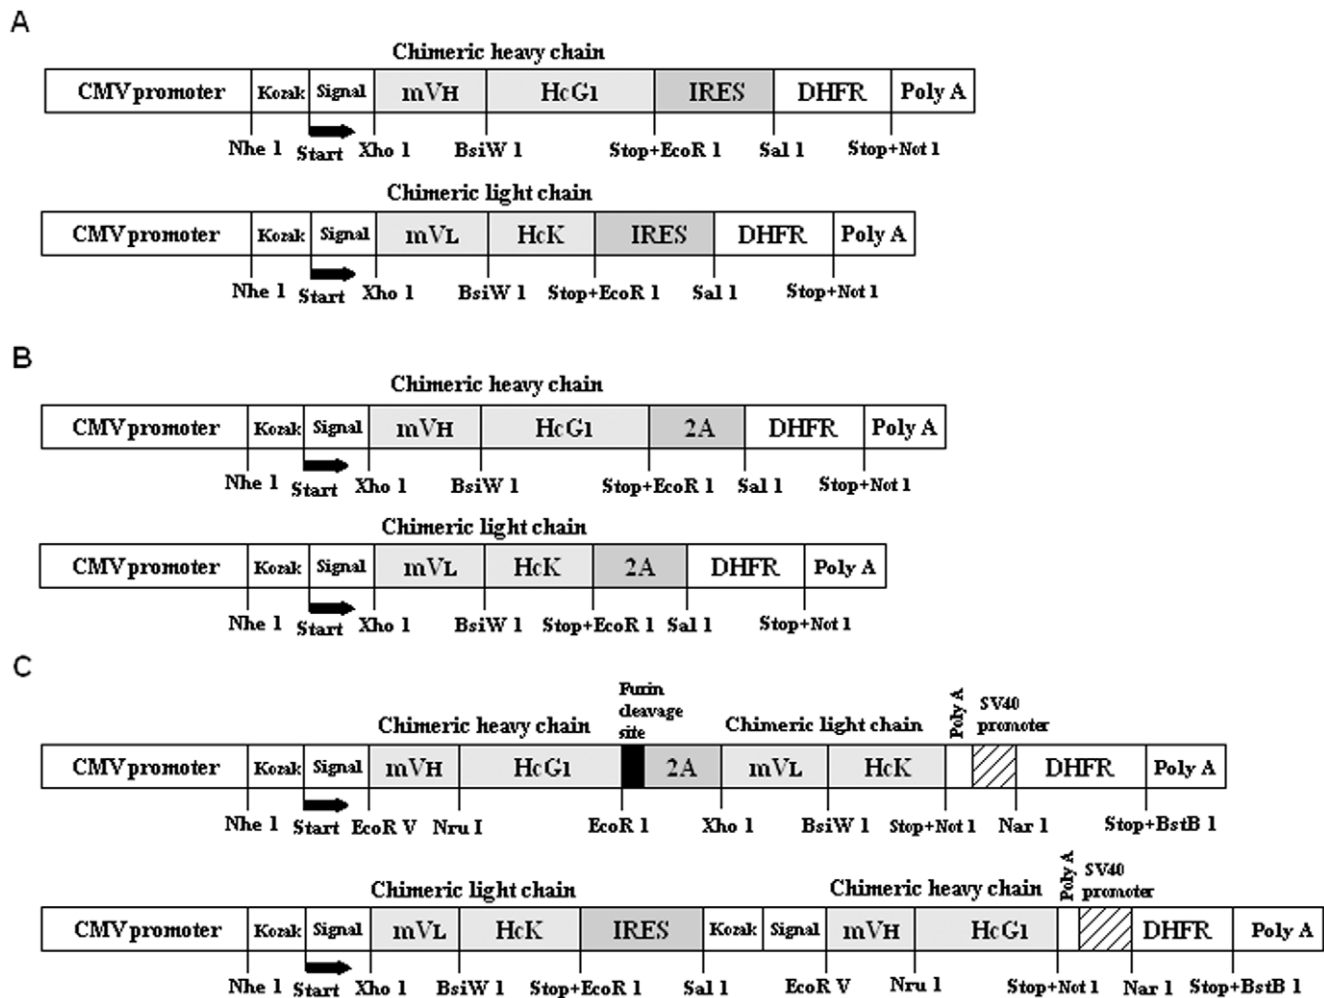 A
Chimeric heavy chain
CMV promoter Kozak Signal mVH HcG1 IRES DHFR Poly A
Nhe 1 Start Xho 1 BsiW 1 Stop+EcoR 1 Sal 1 Stop+Not 1
Chimeric light chain
CMV promoter Kozak Signal mVL HcK IRES DHFR Poly A
Nhe 1 Start Xho 1 BsiW 1 Stop+EcoR 1 Sal 1 Stop+Not 1
B
Chimeric heavy chain
CMV promoter Kozak Signal mVH HcG1 2A DHFR Poly A
Nhe 1 Start Xho 1 BsiW 1 Stop+EcoR 1 Sal 1 Stop+Not 1
Chimeric light chain
CMV promoter Kozak Signal mVL HcK 2A DHFR Poly A
Nhe 1 Start Xho 1 BsiW 1 Stop+EcoR 1 Sal 1 Stop+Not 1
C
Furin
cleavage
site
Poly A
SV40
promoter
Chimeric heavy chain Chimeric light chain
CMV promoter Kozak Signal mVH HcG1 2A mVL HcK DHFR Poly A
Nhe 1 Start EcoR V Nru I EcoR 1 Xho 1 BsiW 1 Stop+Not 1 Nar 1 Stop+BstB 1
Poly A
SV40
promoter
Chimeric light chain Chimeric heavy chain
CMV promoter Kozak Signal mVL HcK IRES Kozak Signal mVH HcG1 DHFR Poly A
Nhe 1 Start Xho 1 BsiW 1 Stop+EcoR 1 Sal 1 EcoR V Nru 1 Stop+Not 1 Nar 1 Stop+BstB 1